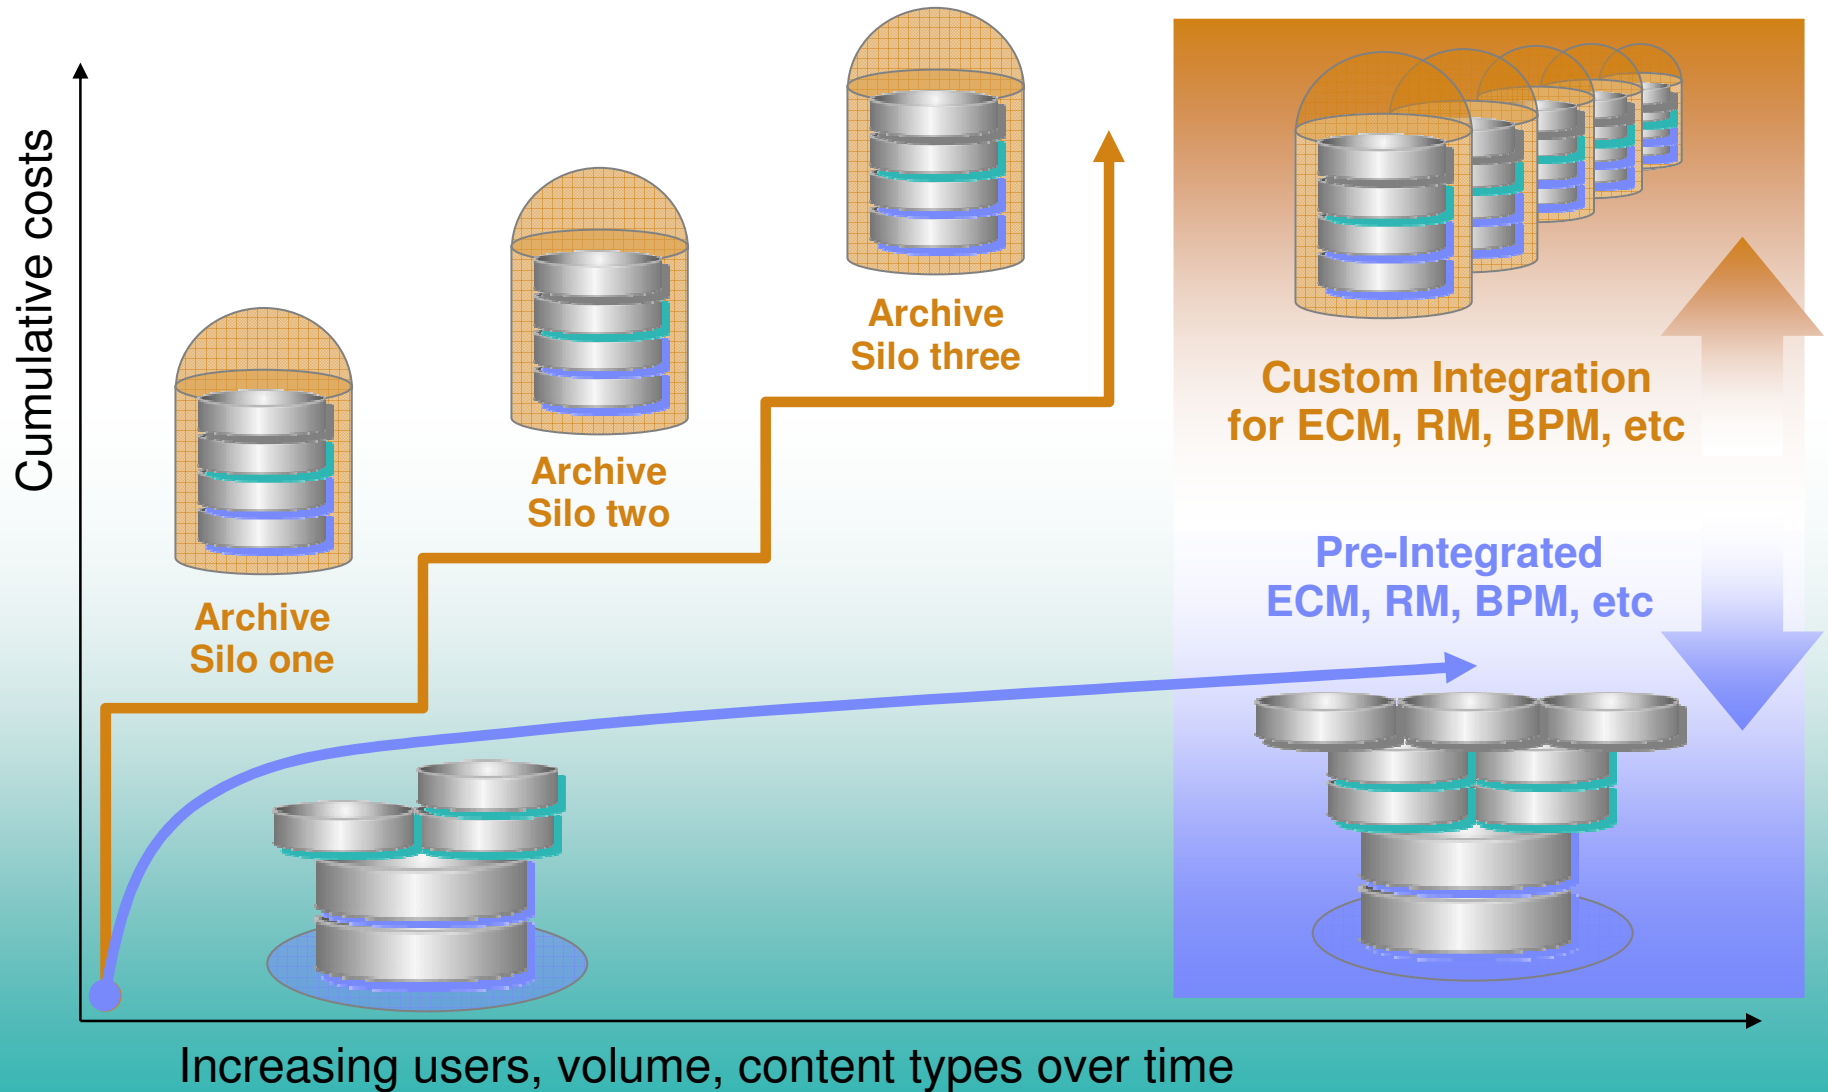 Cumulative costs
Archive
Silo one
Archive
Silo two
Archive
Silo three
Custom Integration
for ECM, RM, BPM, etc
Pre-Integrated
ECM, RM, BPM, etc
Increasing users, volume, content types over time